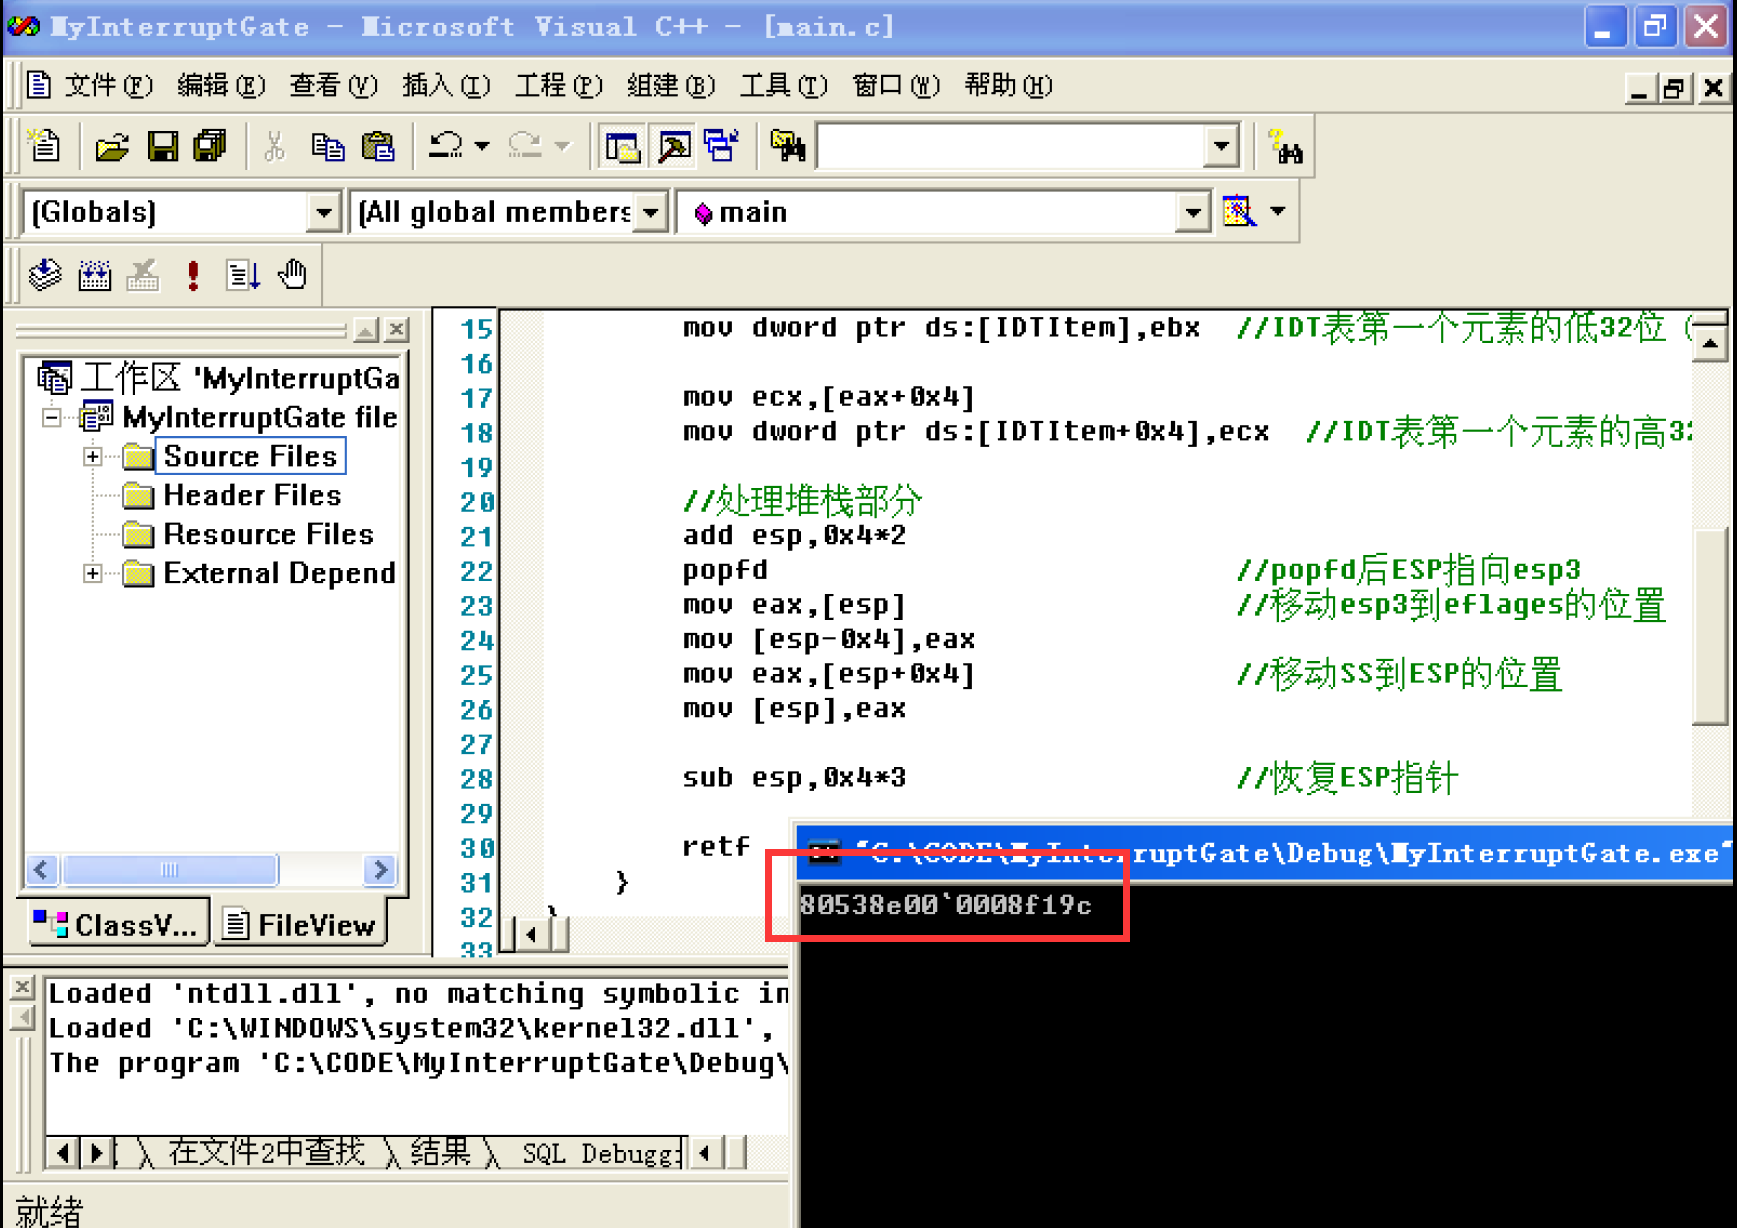 MyInterruptGate - Microsoft Visual C++ - [main.c]
文件(F) 编辑(E) 查看(V) 插入(I) 工程(P) 组建(B) 工具(T) 窗口(W) 帮助(H)
(Globals) (All global members main
工作区 'MyInterruptGa
MyInterruptGate file
Source Files
Header Files
Resource Files
External Depend
ClassV... FileView
15 mov dword ptr ds:[IDTItem],ebx //IDT表第一个元素的低32位（
16
17 mov ecx,[eax+0x4]
18 mov dword ptr ds:[IDTItem+0x4],ecx //IDT表第一个元素的高32
19
20 //处理堆栈部分
21 add esp,0x4*2
22 popfd //popfd后ESP指向esp3
23 mov eax,[esp] //移动esp3到eflages的位置
24 mov [esp-0x4],eax
25 mov eax,[esp+0x4] //移动SS到ESP的位置
26 mov [esp],eax
27
28 sub esp,0x4*3 //恢复ESP指针
29
30 retf
31 }
32 }
33
"C:\CODE\MyInterruptGate\Debug\MyInterruptGate.exe"
80538e00`0008f19c
Loaded 'ntdll.dll', no matching symbolic in
Loaded 'C:\WINDOWS\system32\kernel32.dll',
The program 'C:\CODE\MyInterruptGate\Debug\
在文件2中查找 结果 SQL Debugg
就绪